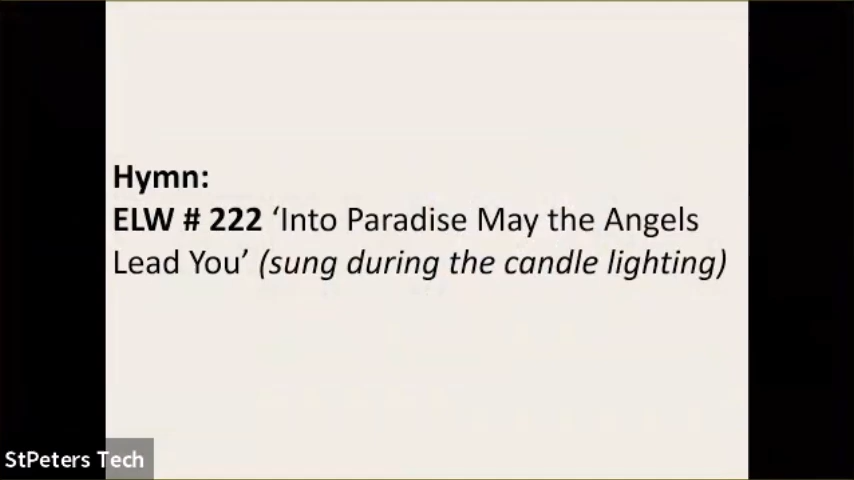 Hymn:
ELW # 222 ‘Into Paradise May the Angels
Lead You’ (sung during the candle lighting)
StPeters Tech